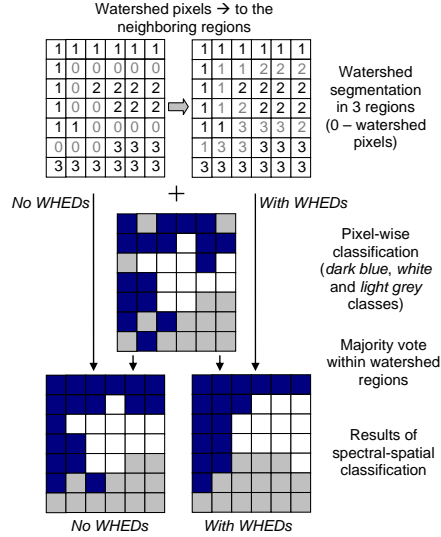 Watershed pixels → to the
neighboring regions
1 1 1 1 1 1
1 0 0 0 0 0
1 0 2 2 2 2
1 0 0 2 2 2
1 1 0 0 0 0
0 0 0 3 3 3
3 3 3 3 3 3
1 1 1 1 1 1
1 1 1 2 2 2
1 1 2 2 2 2
1 1 2 2 2 2
1 1 3 3 3 2
1 3 3 3 3 3
3 3 3 3 3 3
Watershed
segmentation
in 3 regions
(0 – watershed
pixels)
+
No WHEDs
With WHEDs
Pixel-wise
classification
(dark blue, white
and light grey
classes)
Majority vote
within watershed
regions
Results of
spectral-spatial
classification
No WHEDs
With WHEDs